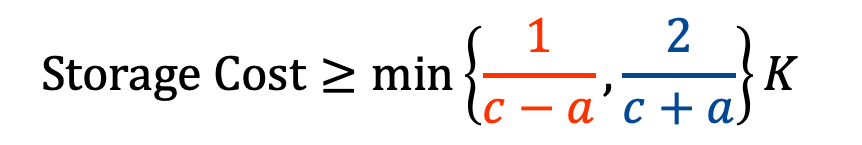 Storage Cost ≥ min { 1/(c − a), 2/(c + a) } K